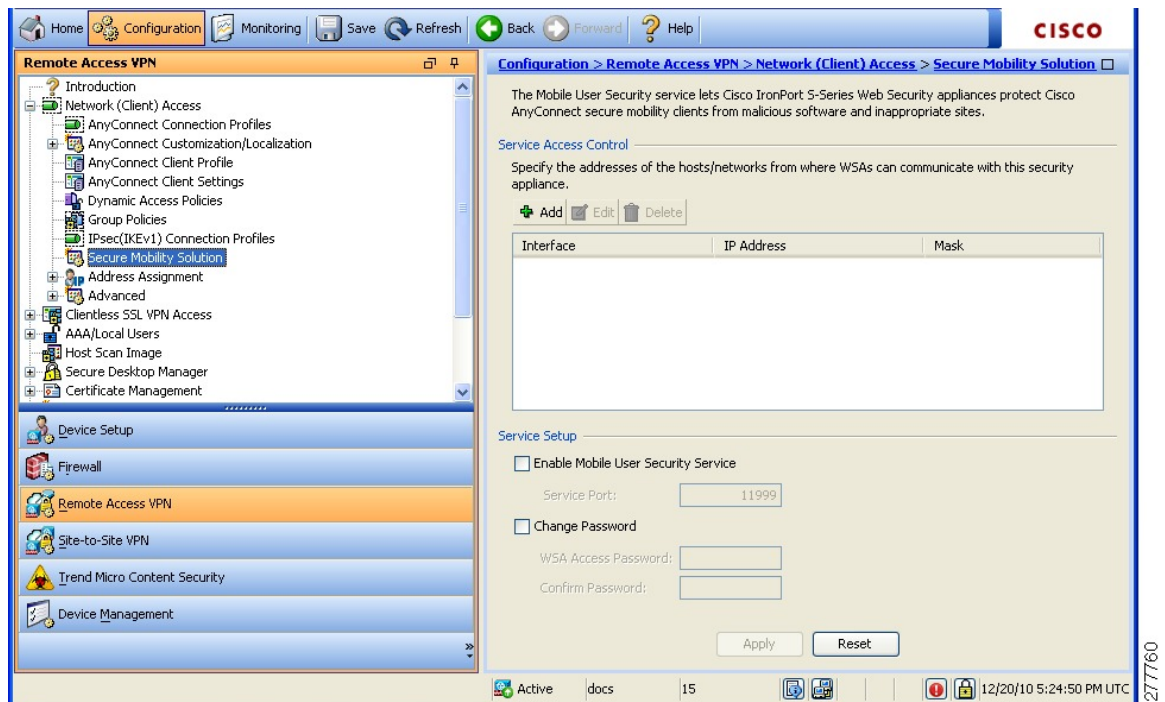 Home Configuration Monitoring Save Refresh Back Forward Help
CISCO
Remote Access VPN
Introduction
Network (Client) Access
AnyConnect Connection Profiles
AnyConnect Customization/Localization
AnyConnect Client Profile
AnyConnect Client Settings
Dynamic Access Policies
Group Policies
IPsec(IKEv1) Connection Profiles
Secure Mobility Solution
Address Assignment
Advanced
Clientless SSL VPN Access
AAA/Local Users
Host Scan Image
Secure Desktop Manager
Certificate Management
Device Setup
Firewall
Remote Access VPN
Site-to-Site VPN
Trend Micro Content Security
Device Management
Configuration > Remote Access VPN > Network (Client) Access > Secure Mobility Solution
The Mobile User Security service lets Cisco IronPort S-Series Web Security appliances protect Cisco
AnyConnect secure mobility clients from malicious software and inappropriate sites.
Service Access Control
Specify the addresses of the hosts/networks from where WSAs can communicate with this security
appliance.
Add Edit Delete
Interface IP Address Mask
Service Setup
Enable Mobile User Security Service
Service Port: 11999
Change Password
WSA Access Password:
Confirm Password:
Apply Reset
Active docs 15 12/20/10 5:24:50 PM UTC
277760